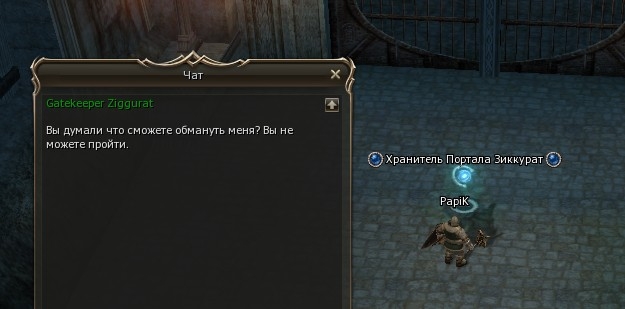 Чат
Gatekeeper Ziggurat
Вы думали что сможете обмануть меня? Вы не
можете пройти.
Хранитель Портала Зиккурат
PapiK